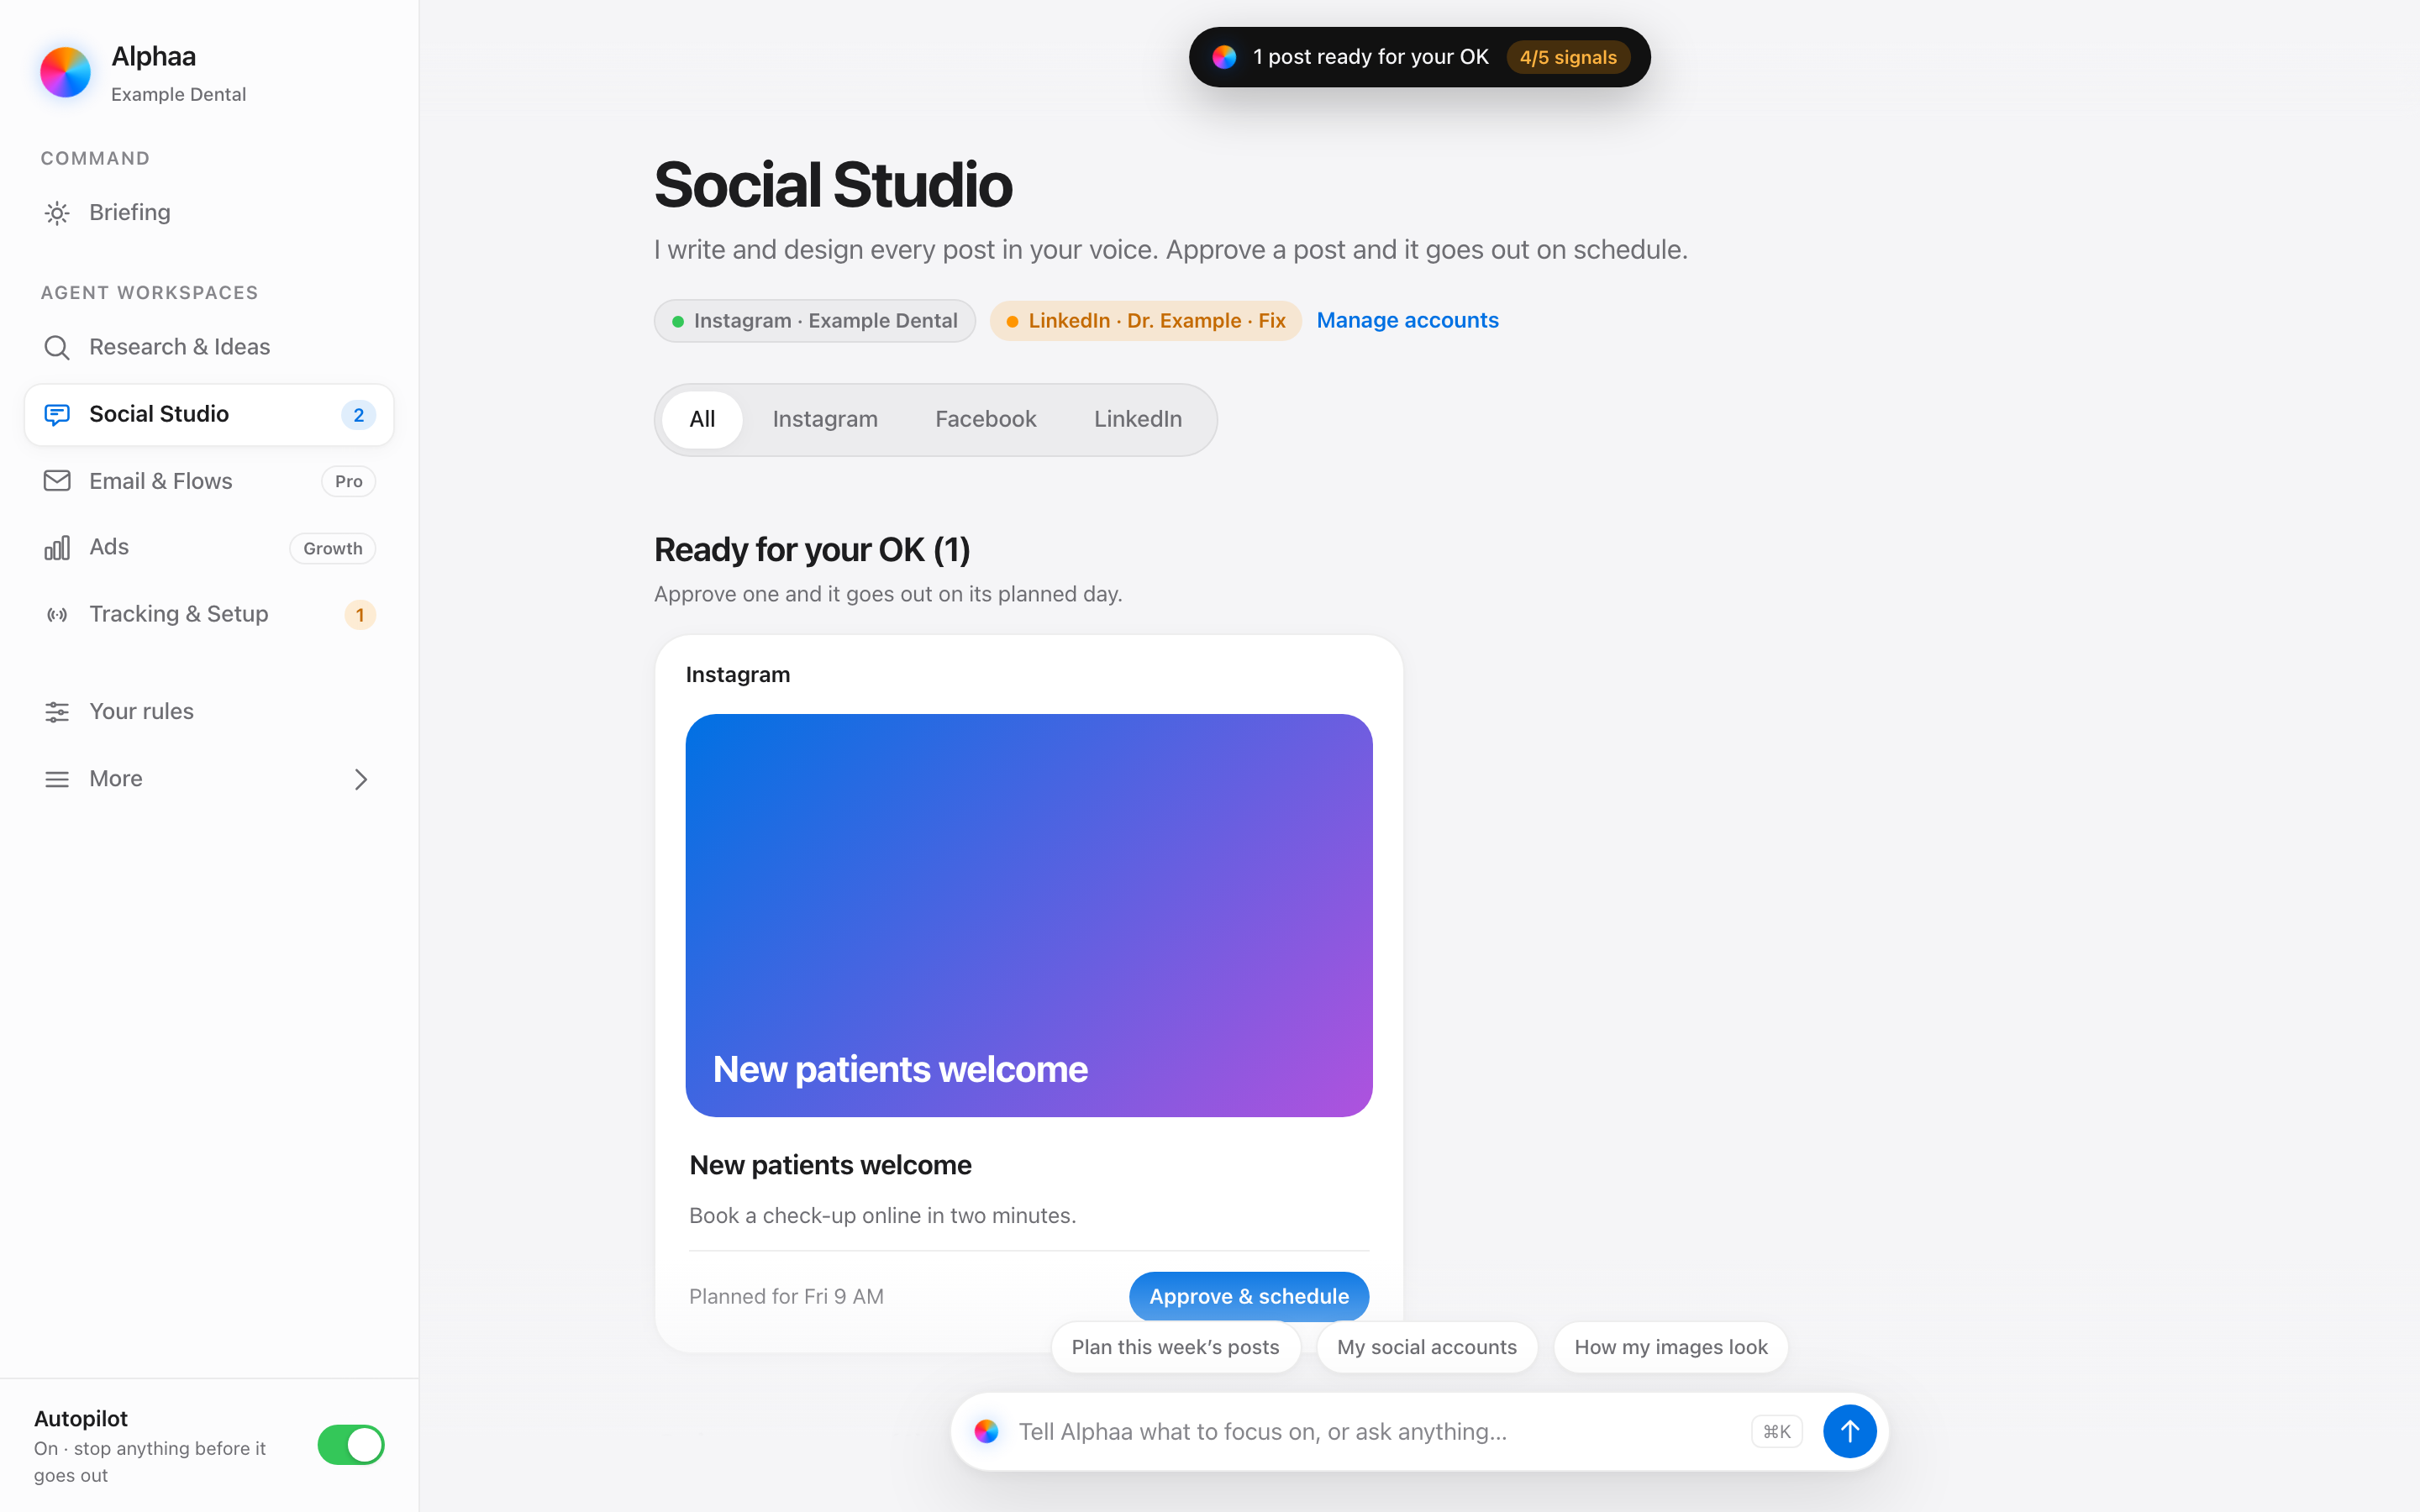 Alphaa
Example Dental
COMMAND
Briefing
AGENT WORKSPACES
Research & Ideas
Social Studio 2
Email & Flows Pro
Ads Growth
Tracking & Setup 1
Your rules
More
Autopilot
On · stop anything before it
goes out
1 post ready for your OK 4/5 signals
Social Studio
I write and design every post in your voice. Approve a post and it goes out on schedule.
Instagram · Example Dental LinkedIn · Dr. Example · Fix Manage accounts
All Instagram Facebook LinkedIn
Ready for your OK (1)
Approve one and it goes out on its planned day.
Instagram
New patients welcome
New patients welcome
Book a check-up online in two minutes.
Planned for Fri 9 AM Approve & schedule
Plan this week’s posts My social accounts How my images look
Tell Alphaa what to focus on, or ask anything... ⌘K